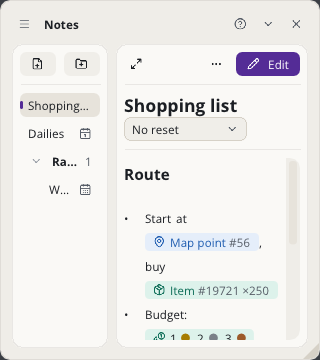 Notes
Edit
Shopping...
Dailies
Ra... 1
W...
Shopping list
No reset
Route
• Start at
Map point #56 ,
buy
Item #19721 ×250
• Budget:
1 2 3